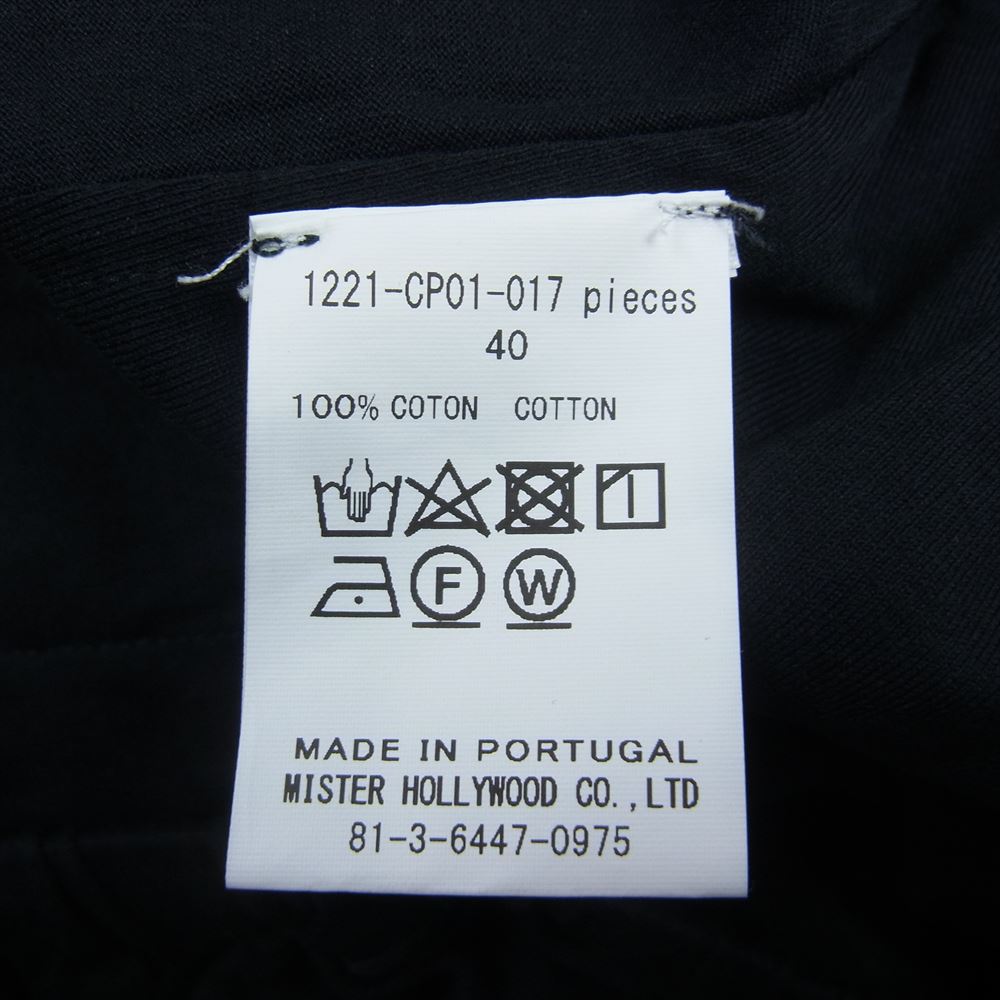 1221-CP01-017 pieces
40
100% COTON COTTON
F W
MADE IN PORTUGAL
MISTER HOLLYWOOD CO.,LTD
81-3-6447-0975